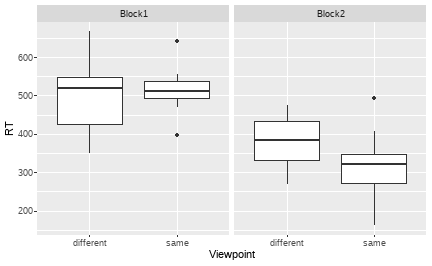 Block1 Block2
600
500
400
300
200
RT
different same different same
Viewpoint